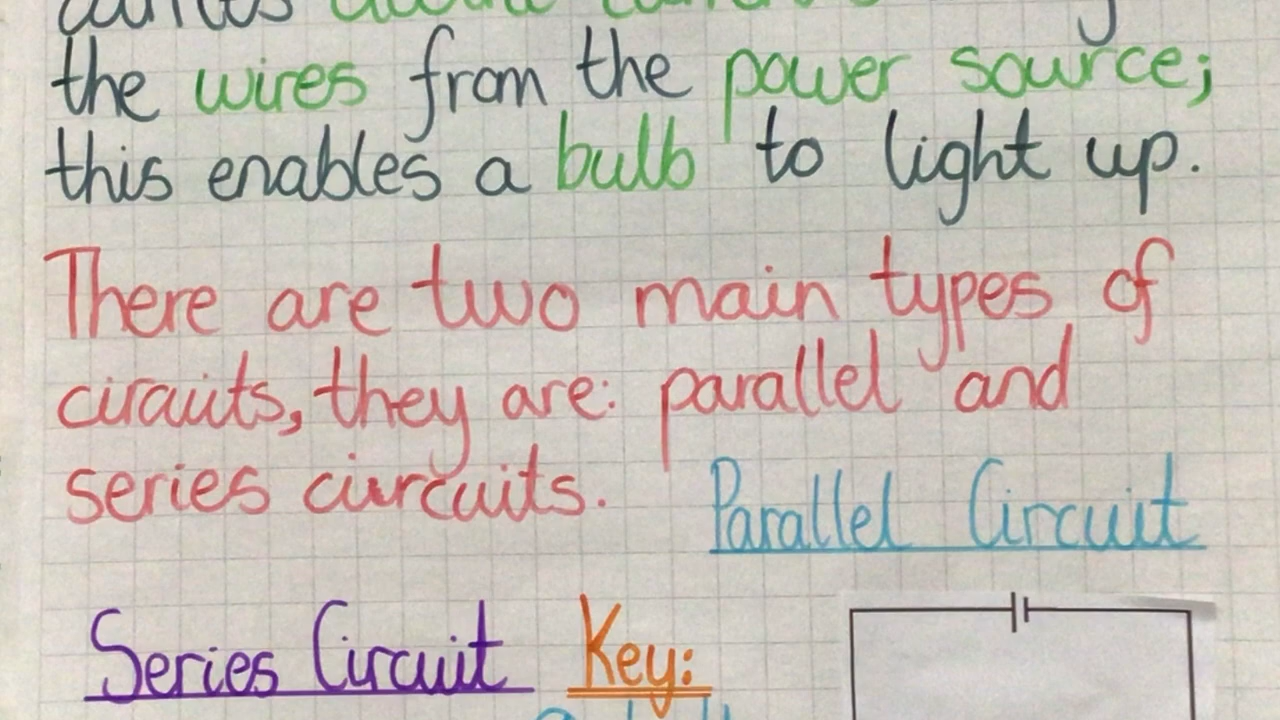 the wires from the power source;
this enables a bulb to light up.
There are two main types of
circuits, they are: parallel and
series circuits.
Parallel Circuit
Series Circuit Key: